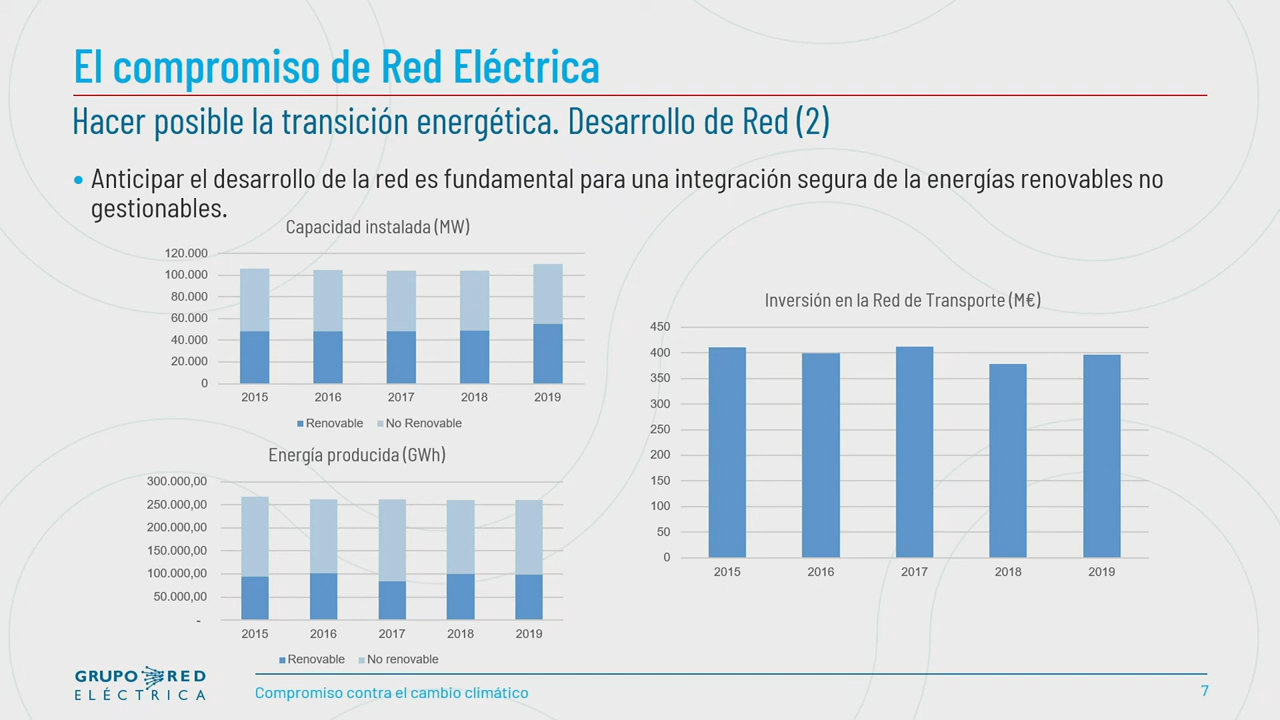 El compromiso de Red Eléctrica
Hacer posible la transición energética. Desarrollo de Red (2)
• Anticipar el desarrollo de la red es fundamental para una integración segura de la energías renovables no
gestionables.
Capacidad instalada (MW)
120.000
100.000
80.000
60.000
40.000
20.000
0
2015 2016 2017 2018 2019
Renovable No Renovable
Energía producida (GWh)
300.000,00
250.000,00
200.000,00
150.000,00
100.000,00
50.000,00
-
2015 2016 2017 2018 2019
Renovable No renovable
Inversión en la Red de Transporte (M€)
450
400
350
300
250
200
150
100
50
0
2015 2016 2017 2018 2019
GRUPO RED
ELÉCTRICA
Compromiso contra el cambio climático
7